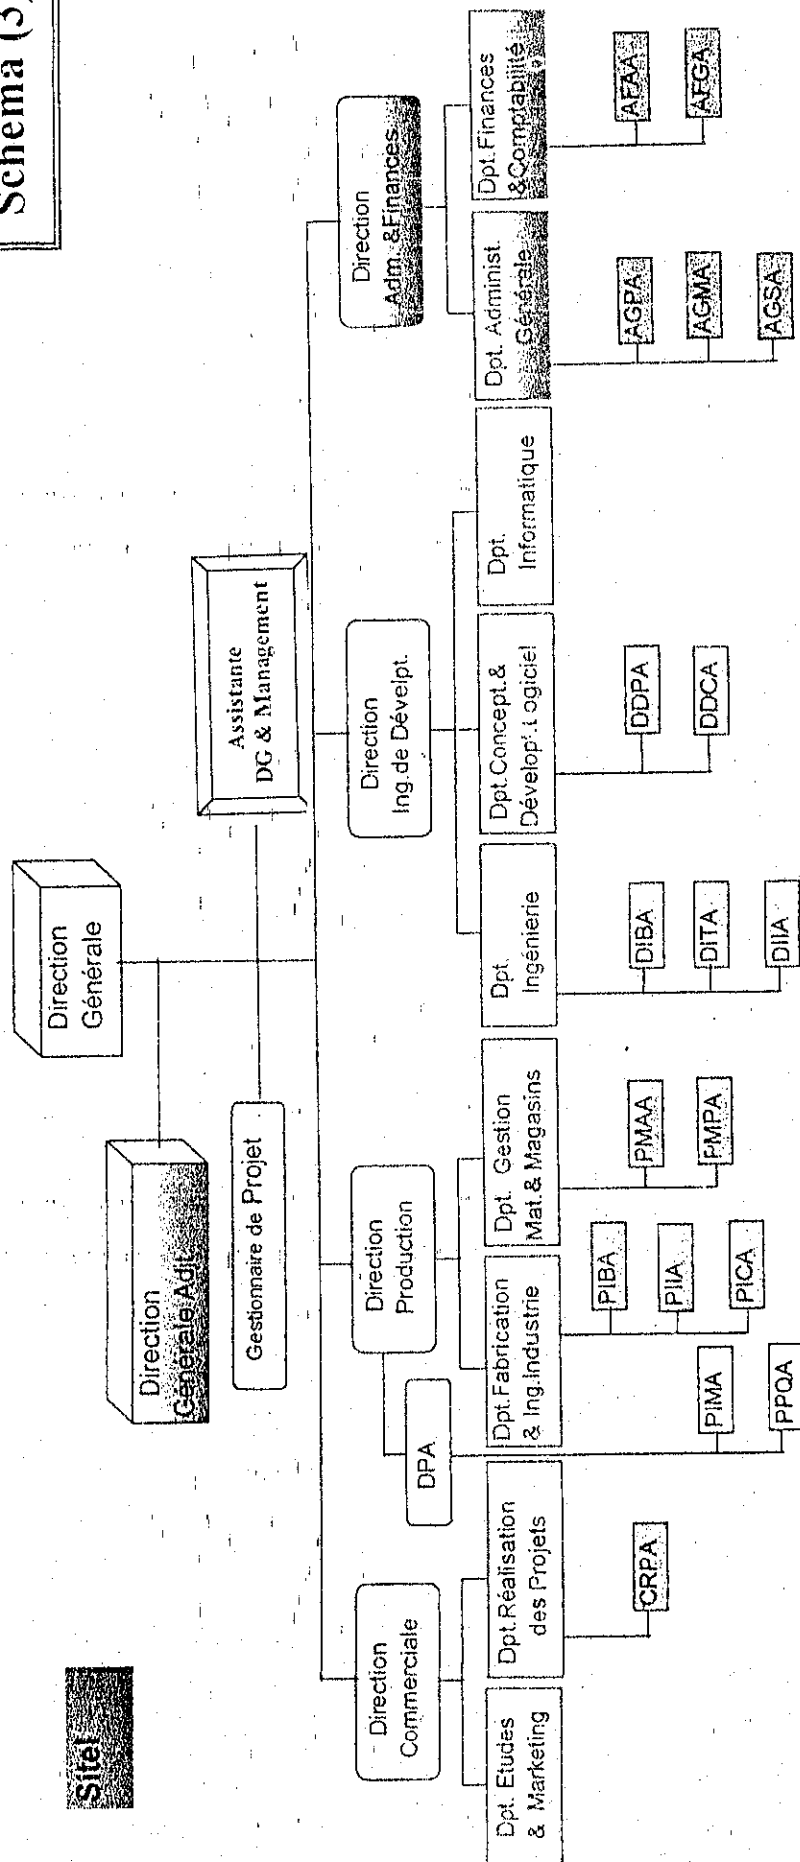 Schema (3)
Sitel
Direction
Générale
Direction
Générale Adjt.
Assistante
DG & Management
Gestionnaire de Projet
Direction
Commerciale
Direction
Production
Direction
Ing.de Dévelpt.
Direction
Adm. &Finances
DPA
Dpt. Etudes
& Marketing
Dpt.Réalisation
des Projets
Dpt.Fabrication
& Ing.Industrie
Dpt. Gestion
Mat.& Magasins
Dpt.
Ingénierie
Dpt.Concept.&
Dévelop'.Logiciel
Dpt.
Informatique
Dpt. Administ.
Générale
Dpt.Finances
&Comptabilité
CRPA
PIMA
PPQA
PIBA
PIIA
PICA
PMAA
PMPA
DIBA
DITA
DIIA
DDPA
DDCA
AGPA
AGMA
AGSA
AFAA
AFGA